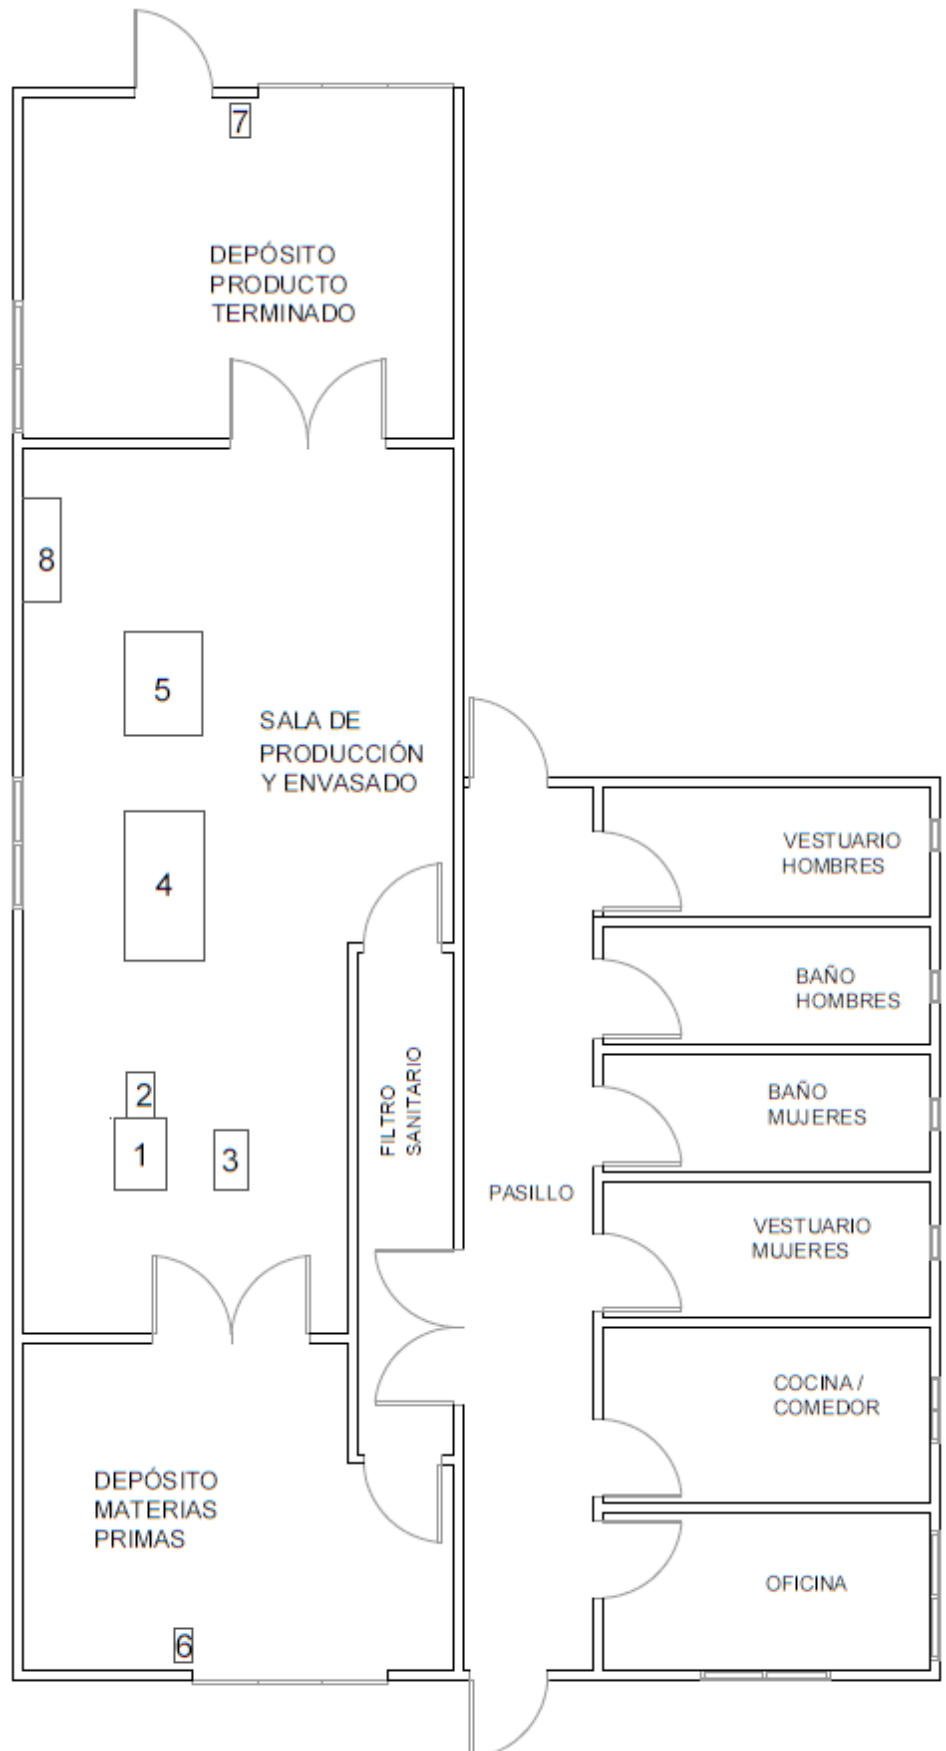 7
DEPÓSITO
PRODUCTO
TERMINADO
8
5
SALA DE
PRODUCCIÓN
Y ENVASADO
4
VESTUARIO
HOMBRES
BAÑO
HOMBRES
2
1
3
FILTRO
SANITARIO
BAÑO
MUJERES
PASILLO
VESTUARIO
MUJERES
COCINA /
COMEDOR
DEPÓSITO
MATERIAS
PRIMAS
OFICINA
6